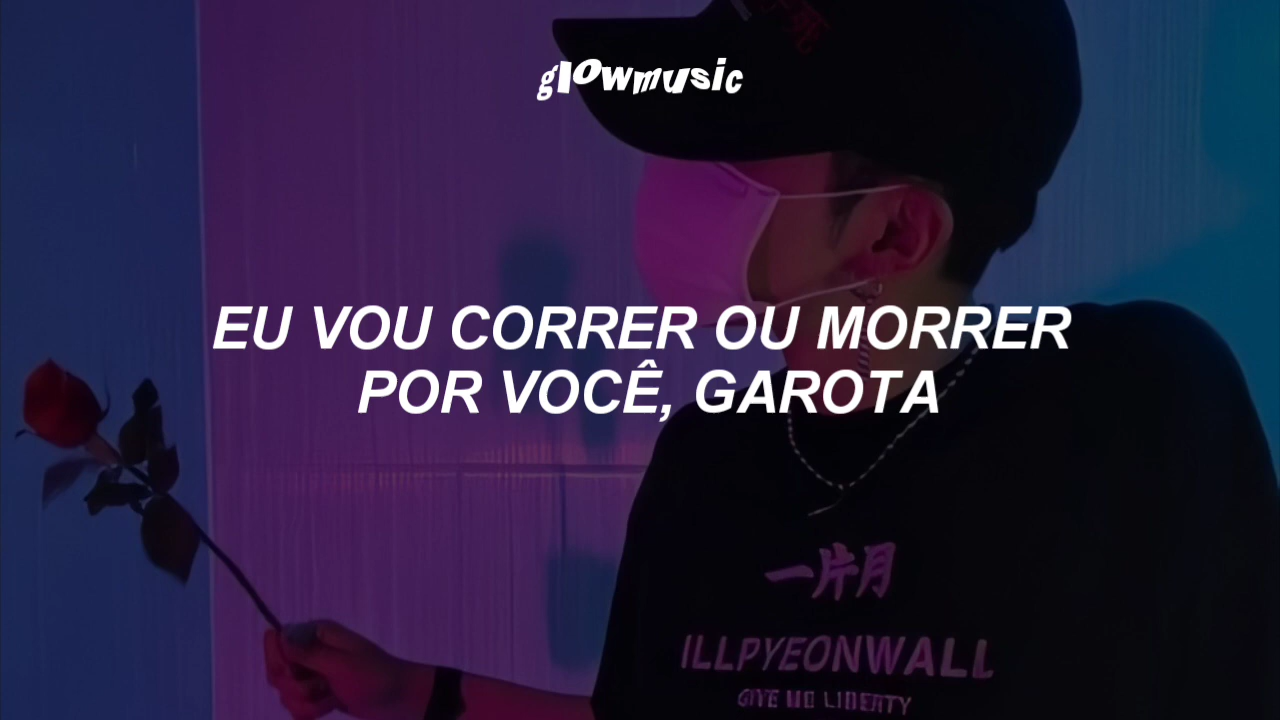 glowmusic
EU VOU CORRER OU MORRER
POR VOCÊ, GAROTA
一片月
ILLPYEONWALL
GIVE ME LIBERTY